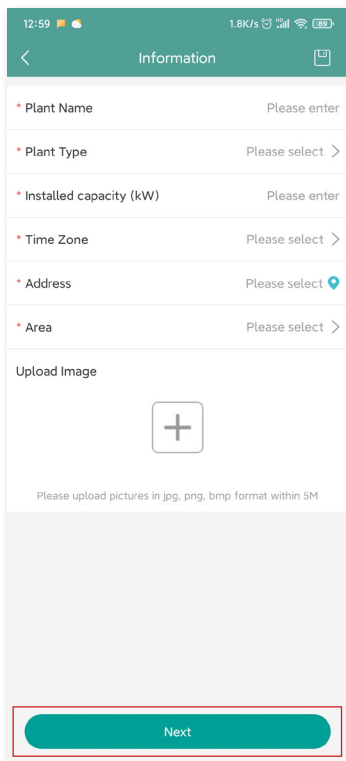 12:59 1.8K/s 89
Information
* Plant Name Please enter
* Plant Type Please select
* Installed capacity (kW) Please enter
* Time Zone Please select
* Address Please select
* Area Please select
Upload Image
Please upload pictures in jpg, png, bmp format within 5M
Next